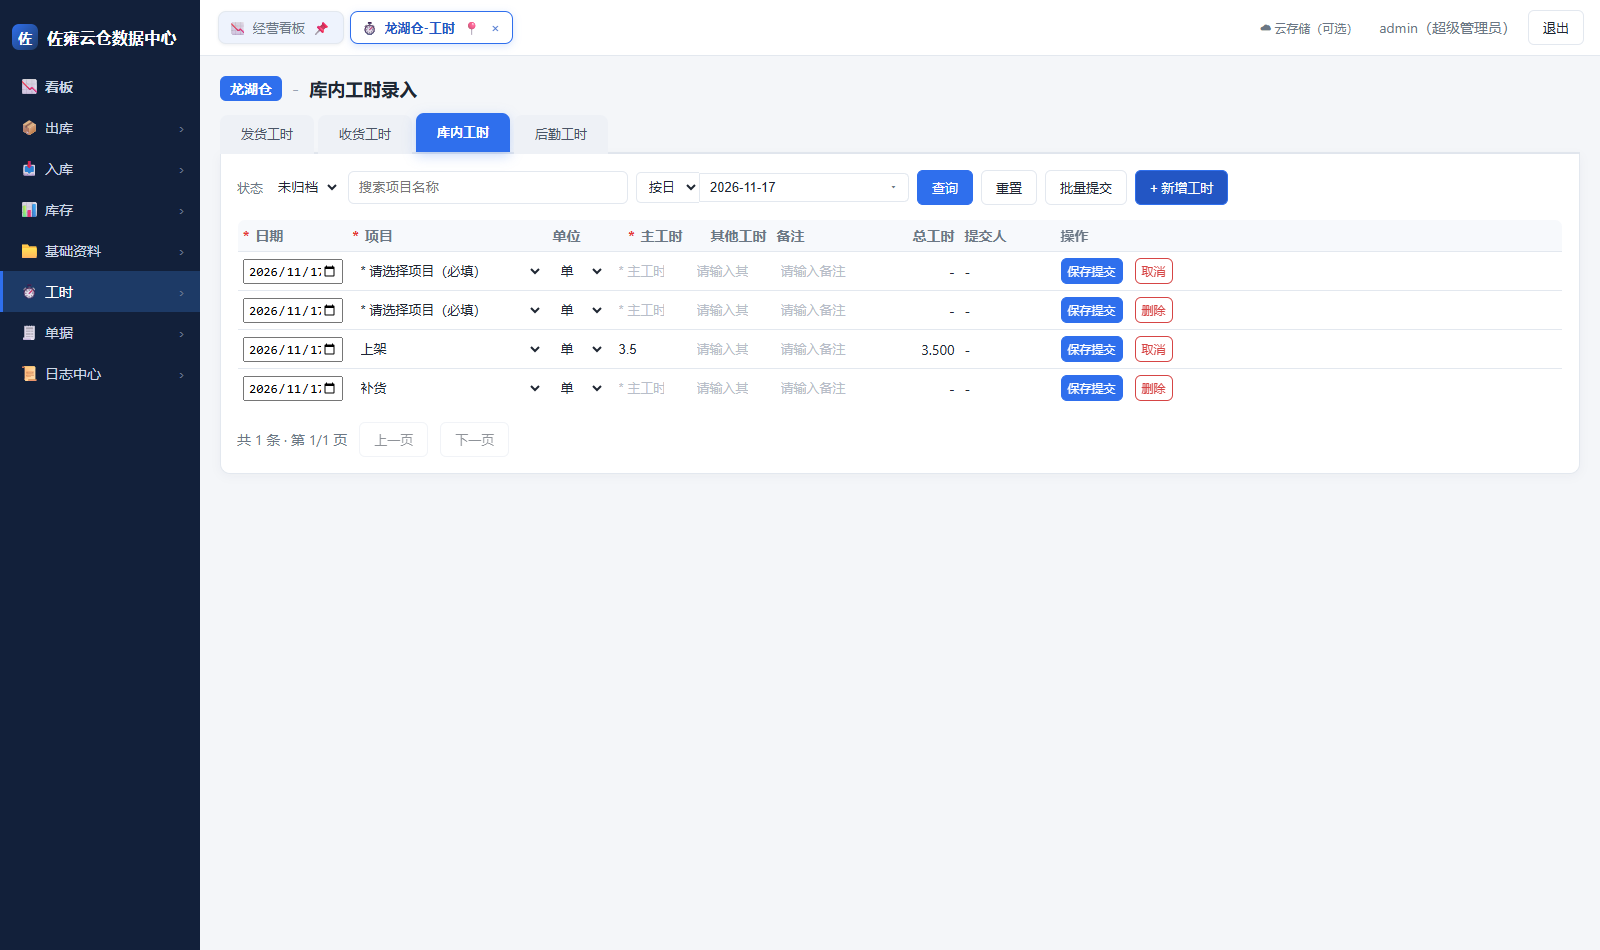 佐 佐雍云仓数据中心
看板
出库
入库
库存
基础资料
工时
单据
日志中心
经营看板 龙湖仓-工时 × 云存储（可选） admin（超级管理员） 退出
龙湖仓 - 库内工时录入
发货工时 收货工时 库内工时 后勤工时
状态 未归档 搜索项目名称 按日 2026-11-17 查询 重置 批量提交 + 新增工时
* 日期 * 项目 单位 * 主工时 其他工时 备注 总工时 提交人 操作
2026/11/17 * 请选择项目（必填） 单 * 主工时 请输入其 请输入备注 - - 保存提交 取消
2026/11/17 * 请选择项目（必填） 单 * 主工时 请输入其 请输入备注 - - 保存提交 删除
2026/11/17 上架 单 3.5 请输入其 请输入备注 3.500 - 保存提交 取消
2026/11/17 补货 单 * 主工时 请输入其 请输入备注 - - 保存提交 删除
共 1 条 · 第 1/1 页 上一页 下一页